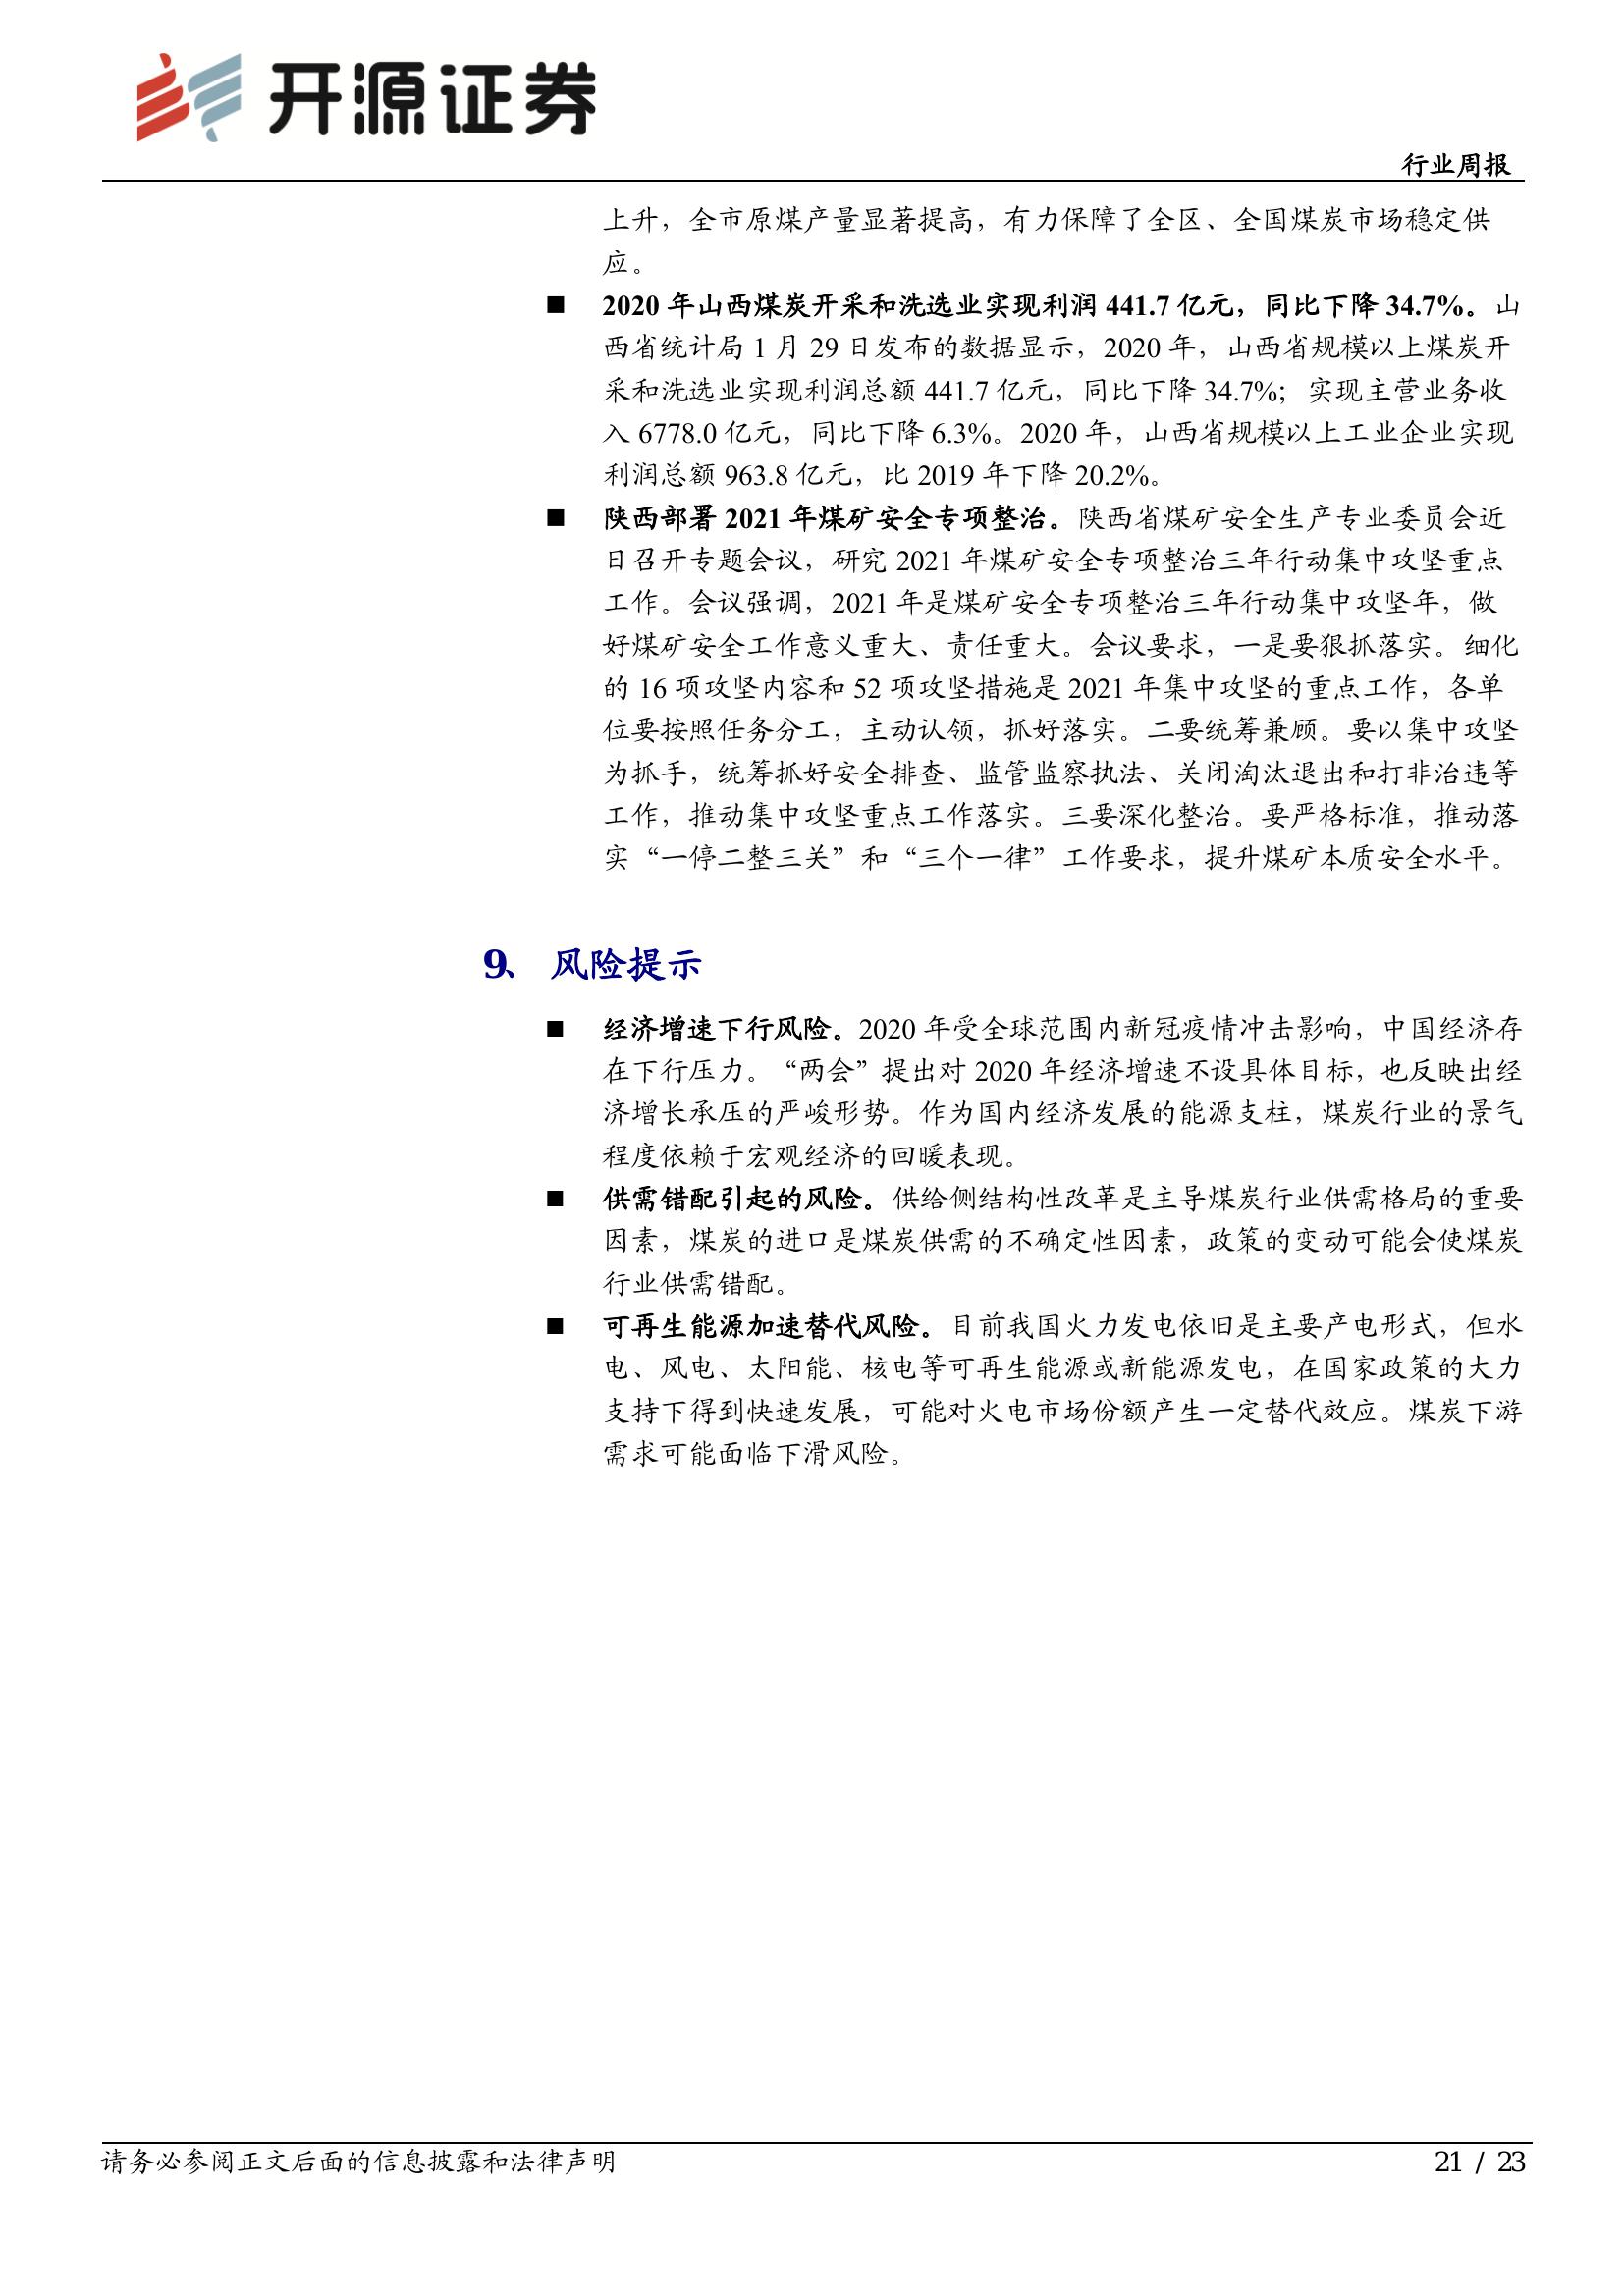 开源证券
行业周报
上升，全市原煤产量显著提高，有力保障了全区、全国煤炭市场稳定供
应。
■ 2020 年山西煤炭开采和洗选业实现利润 441.7 亿元，同比下降 34.7%。山
西省统计局 1 月 29 日发布的数据显示，2020 年，山西省规模以上煤炭开
采和洗选业实现利润总额 441.7 亿元，同比下降 34.7%；实现主营业务收
入 6778.0 亿元，同比下降 6.3%。2020 年，山西省规模以上工业企业实现
利润总额 963.8 亿元，比 2019 年下降 20.2%。
■ 陕西部署 2021 年煤矿安全专项整治。陕西省煤矿安全生产专业委员会近
日召开专题会议，研究 2021 年煤矿安全专项整治三年行动集中攻坚重点
工作。会议强调，2021 年是煤矿安全专项整治三年行动集中攻坚年，做
好煤矿安全工作意义重大、责任重大。会议要求，一是要狠抓落实。细化
的 16 项攻坚内容和 52 项攻坚措施是 2021 年集中攻坚的重点工作，各单
位要按照任务分工，主动认领，抓好落实。二要统筹兼顾。要以集中攻坚
为抓手，统筹抓好安全排查、监管监察执法、关闭淘汰退出和打非治违等
工作，推动集中攻坚重点工作落实。三要深化整治。要严格标准，推动落
实“一停二整三关”和“三个一律”工作要求，提升煤矿本质安全水平。
9、 风险提示
■ 经济增速下行风险。2020 年受全球范围内新冠疫情冲击影响，中国经济存
在下行压力。“两会”提出对 2020 年经济增速不设具体目标，也反映出经
济增长承压的严峻形势。作为国内经济发展的能源支柱，煤炭行业的景气
程度依赖于宏观经济的回暖表现。
■ 供需错配引起的风险。供给侧结构性改革是主导煤炭行业供需格局的重要
因素，煤炭的进口是煤炭供需的不确定性因素，政策的变动可能会使煤炭
行业供需错配。
■ 可再生能源加速替代风险。目前我国火力发电依旧是主要产电形式，但水
电、风电、太阳能、核电等可再生能源或新能源发电，在国家政策的大力
支持下得到快速发展，可能对火电市场份额产生一定替代效应。煤炭下游
需求可能面临下滑风险。
请务必参阅正文后面的信息披露和法律声明
21 / 23